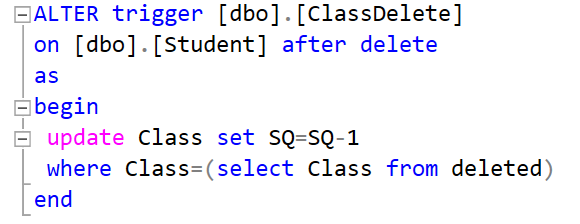 ALTER trigger [dbo].[ClassDelete]
on [dbo].[Student] after delete
as
begin
update Class set SQ=SQ-1
where Class=(select Class from deleted)
end